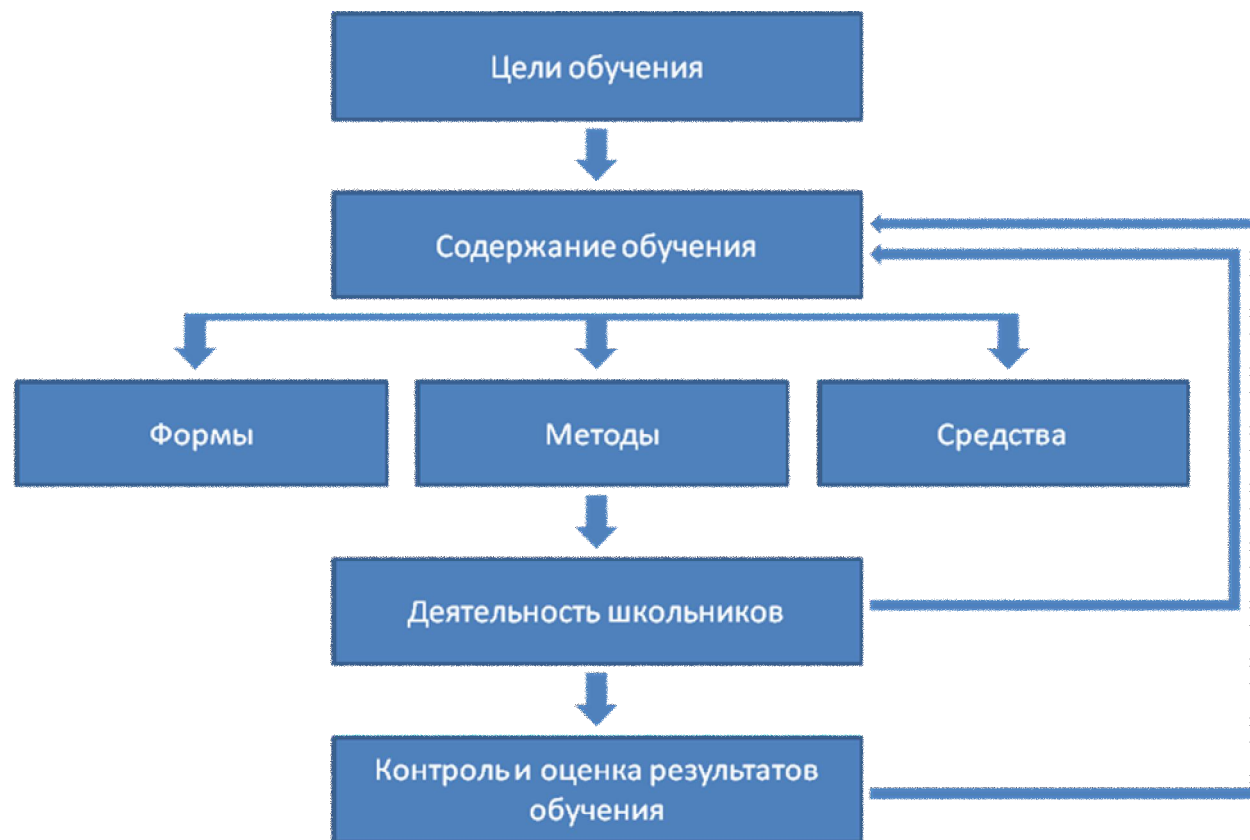 Цели обучения
Содержание обучения
Формы
Методы
Средства
Деятельность школьников
Контроль и оценка результатов
обучения